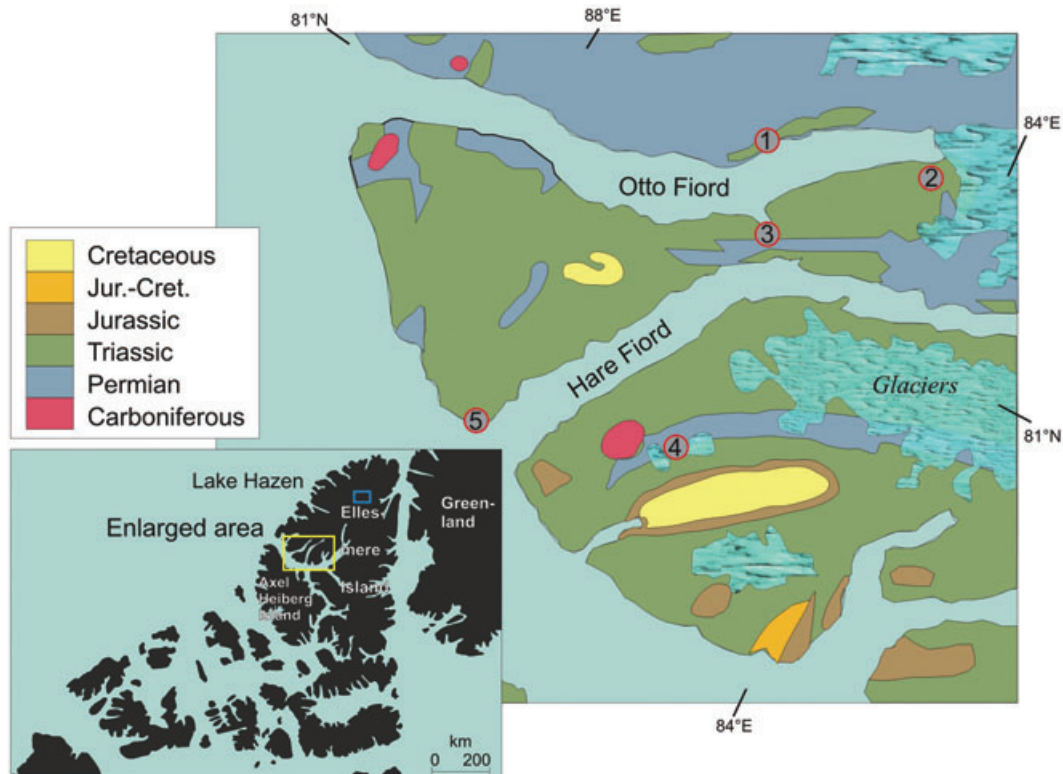 81°N
88°E
84°E
1
Otto Fiord
2
3
Cretaceous
Jur.-Cret.
Jurassic
Triassic
Permian
Carboniferous
Hare Fiord
Glaciers
5
4
81°N
Lake Hazen
Enlarged area
Elles
mere
Island
Green-
land
Axel
Heiberg
Island
km
0 200
84°E